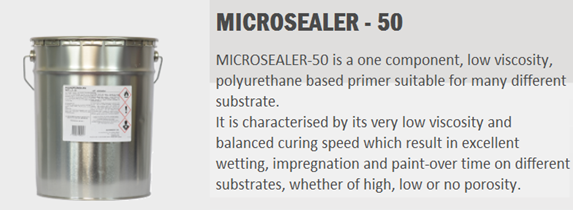 MICROSEALER - 50
MICROSEALER-50 is a one component, low viscosity,
polyurethane based primer suitable for many different
substrate.
It is characterised by its very low viscosity and
balanced curing speed which result in excellent
wetting, impregnation and paint-over time on different
substrates, whether of high, low or no porosity.